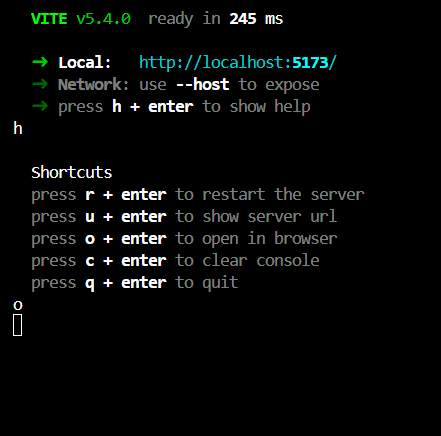 VITE v5.4.0 ready in 245 ms
➜ Local: http://localhost:5173/
➜ Network: use --host to expose
➜ press h + enter to show help
h
Shortcuts
press r + enter to restart the server
press u + enter to show server url
press o + enter to open in browser
press c + enter to clear console
press q + enter to quit
o